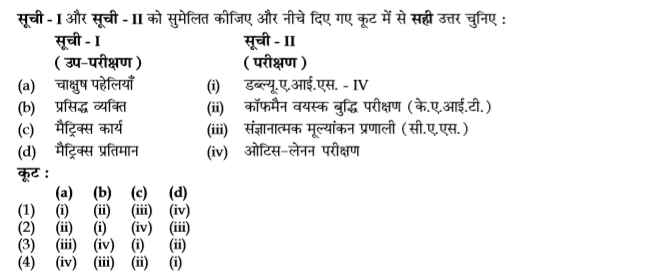 सूची - I और सूची - II को सुमेलित कीजिए और नीचे दिए गए कूट में से सही उत्तर चुनिए :
सूची - I सूची - II
( उप-परीक्षण ) ( परीक्षण )
(a) चाक्षुष पहेलियाँ (i) डब्ल्यू.ए.आई.एस. - IV
(b) प्रसिद्ध व्यक्ति (ii) कॉफमैन वयस्क बुद्धि परीक्षण (के.ए.आई.टी.)
(c) मैट्रिक्स कार्य (iii) संज्ञानात्मक मूल्यांकन प्रणाली (सी.ए.एस.)
(d) मैट्रिक्स प्रतिमान (iv) ओटिस-लेनन परीक्षण
कूट :
(a) (b) (c) (d)
(1) (i) (ii) (iii) (iv)
(2) (ii) (i) (iv) (iii)
(3) (iii) (iv) (i) (ii)
(4) (iv) (iii) (ii) (i)